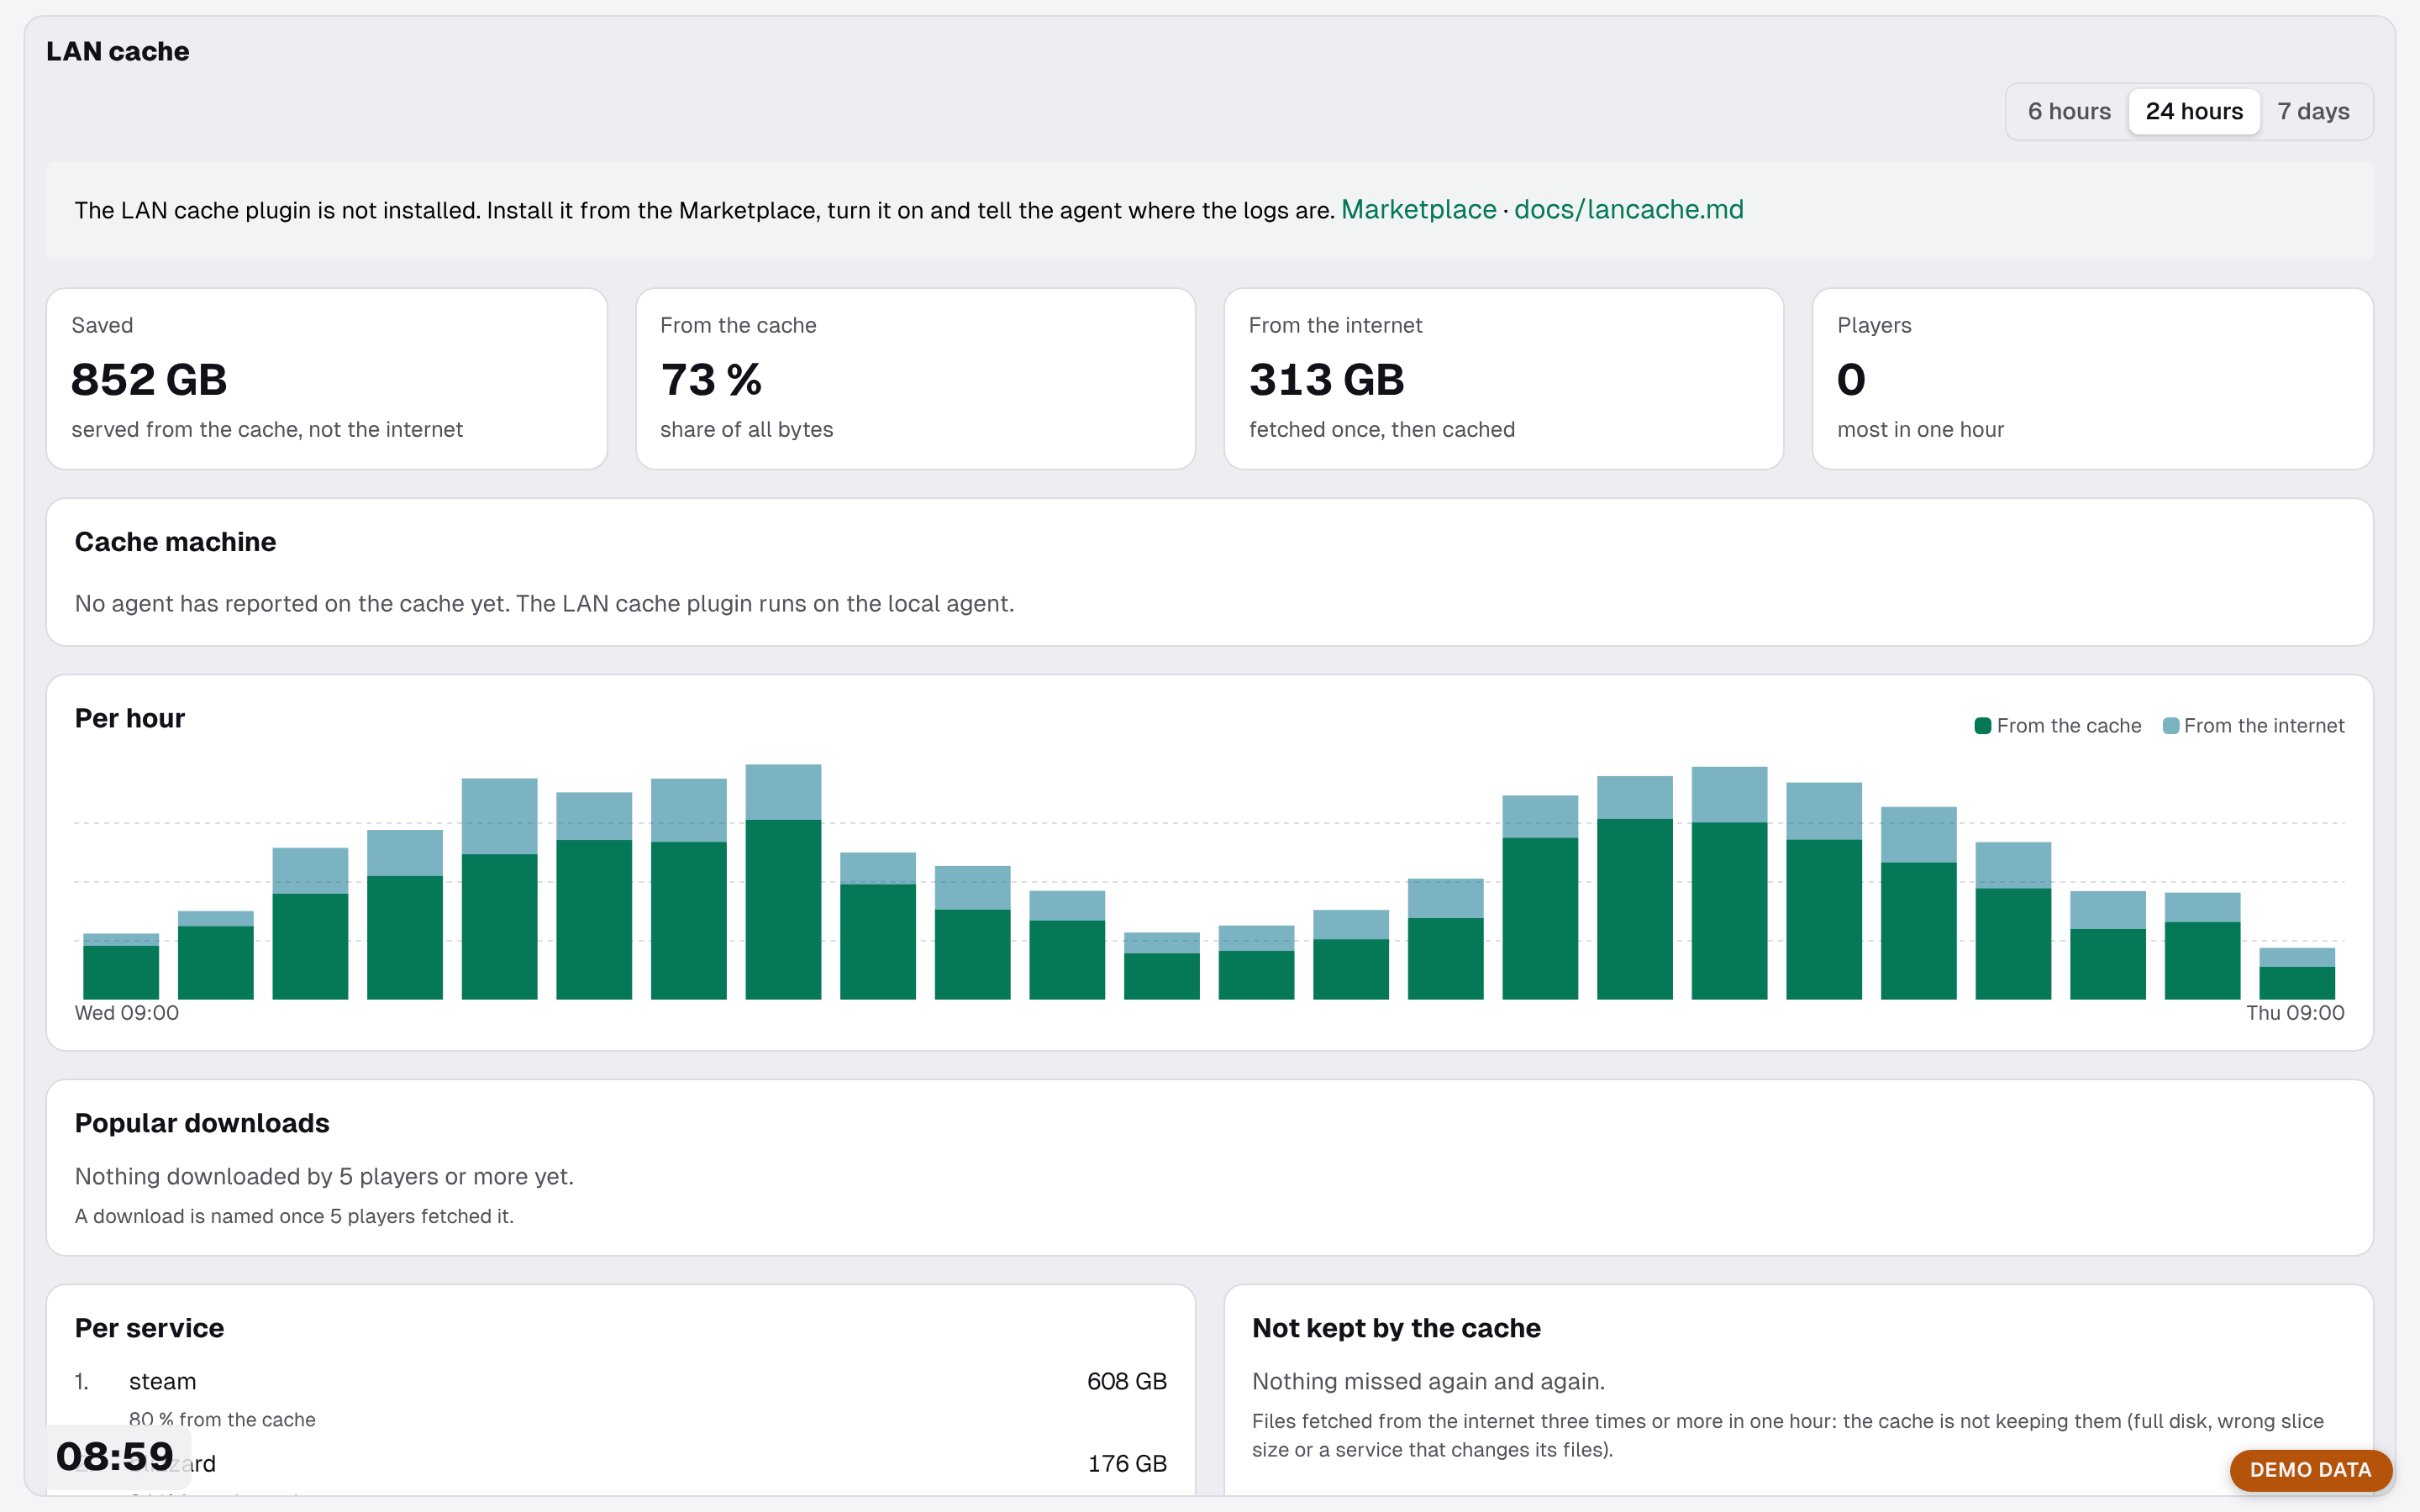 LAN cache
6 hours 24 hours 7 days
The LAN cache plugin is not installed. Install it from the Marketplace, turn it on and tell the agent where the logs are. Marketplace · docs/lancache.md
Saved
852 GB
served from the cache, not the internet
From the cache
73 %
share of all bytes
From the internet
313 GB
fetched once, then cached
Players
0
most in one hour
Cache machine
No agent has reported on the cache yet. The LAN cache plugin runs on the local agent.
Per hour
From the cache From the internet
Wed 09:00 Thu 09:00
Popular downloads
Nothing downloaded by 5 players or more yet.
A download is named once 5 players fetched it.
Per service
1. steam 608 GB
80 % from the cache
176 GB
Not kept by the cache
Nothing missed again and again.
Files fetched from the internet three times or more in one hour: the cache is not keeping them (full disk, wrong slice
size or a service that changes its files).
08:59
DEMO DATA